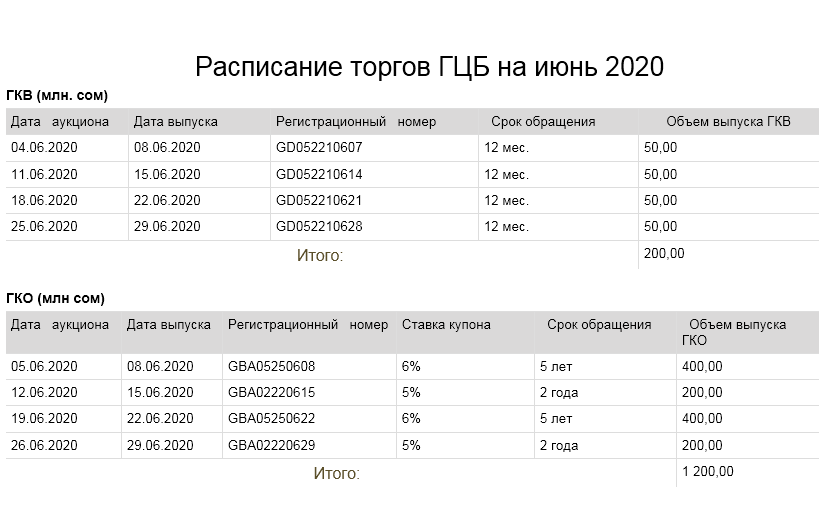 Расписание торгов ГЦБ на июнь 2020
ГКВ (млн. сом)
Дата аукциона Дата выпуска Регистрационный номер Срок обращения Объем выпуска ГКВ
04.06.2020 08.06.2020 GD052210607 12 мес. 50,00
11.06.2020 15.06.2020 GD052210614 12 мес. 50,00
18.06.2020 22.06.2020 GD052210621 12 мес. 50,00
25.06.2020 29.06.2020 GD052210628 12 мес. 50,00
Итого: 200,00
ГКО (млн сом)
Дата аукциона Дата выпуска Регистрационный номер Ставка купона Срок обращения Объем выпуска
ГКО
05.06.2020 08.06.2020 GBA05250608 6% 5 лет 400,00
12.06.2020 15.06.2020 GBA02220615 5% 2 года 200,00
19.06.2020 22.06.2020 GBA05250622 6% 5 лет 400,00
26.06.2020 29.06.2020 GBA02220629 5% 2 года 200,00
Итого: 1 200,00